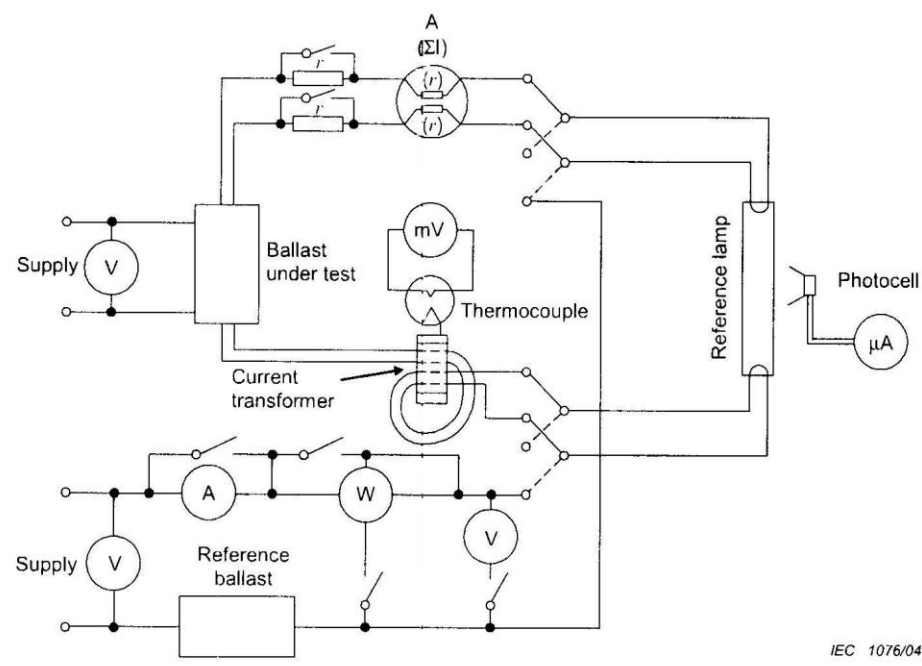 A
(ΣI)
r
(r)
r
(r)
mV
Supply
V
Ballast
under test
Thermocouple
Reference lamp
Photocell
μA
Current
transformer
A
W
V
Supply
V
Reference
ballast
IEC 1076/04